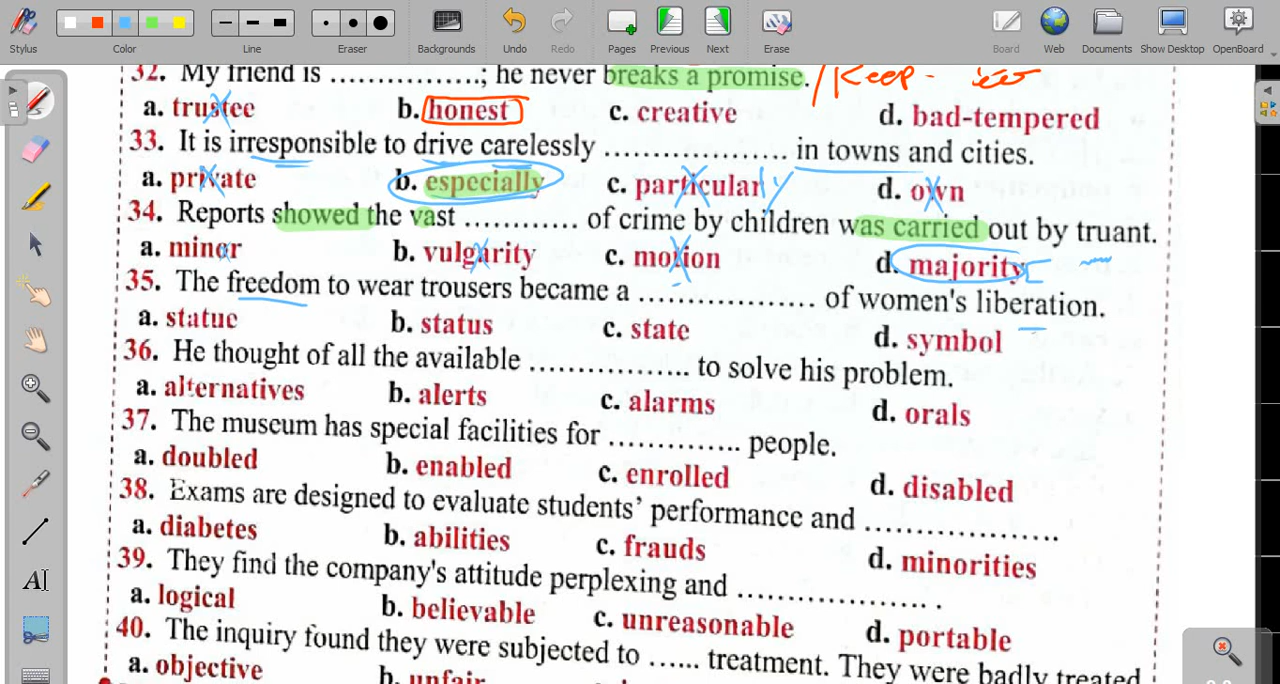 Stylus Color Line Eraser Backgrounds Undo Redo Pages Previous Next Erase Board Web Documents Show Desktop OpenBoard
32. My friend is ................; he never breaks a promise. / Keep -
a. trustee b. honest c. creative d. bad-tempered
33. It is irresponsible to drive carelessly ................... in towns and cities.
a. private b. especially c. particular y d. own
34. Reports showed the vast ............ of crime by children was carried out by truant.
a. minor b. vulgarity c. motion d. majority
35. The freedom to wear trousers became a .................. of women's liberation.
a. statue b. status c. state d. symbol
36. He thought of all the available ................ to solve his problem.
a. alternatives b. alerts c. alarms d. orals
37. The museum has special facilities for ............. people.
a. doubled b. enabled c. enrolled d. disabled
38. Exams are designed to evaluate students' performance and ...................
a. diabetes b. abilities c. frauds d. minorities
39. They find the company's attitude perplexing and ................... .
a. logical b. believable c. unreasonable d. portable
40. The inquiry found they were subjected to ...... treatment. They were badly treated
a. objective b. unfair
AI